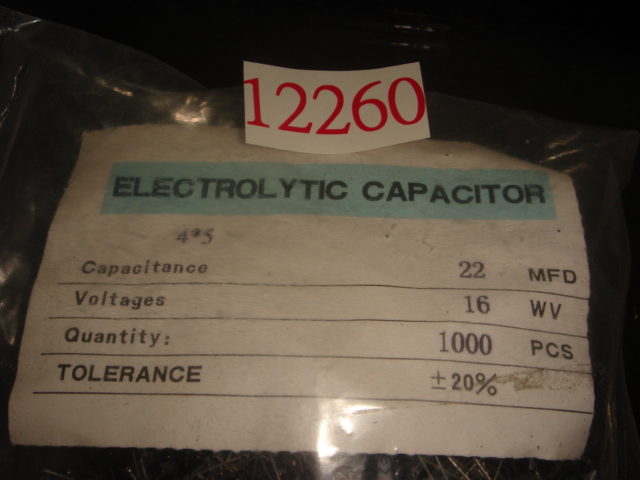 12260
ELECTROLYTIC CAPACITOR
4*5
Capacitance 22 MFD
Voltages 16 WV
Quantity: 1000 PCS
TOLERANCE ±20%